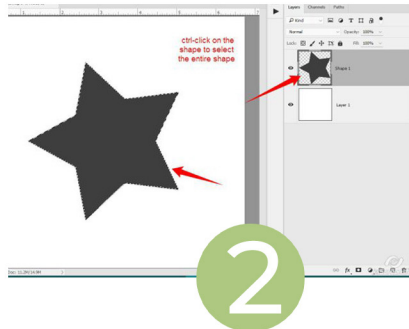 Layers Channels Paths
Kind
Normal Opacity: 100%
Lock: Fill: 100%
ctrl-click on the
shape to select
the entire shape
Shape 1
Layer 1
2